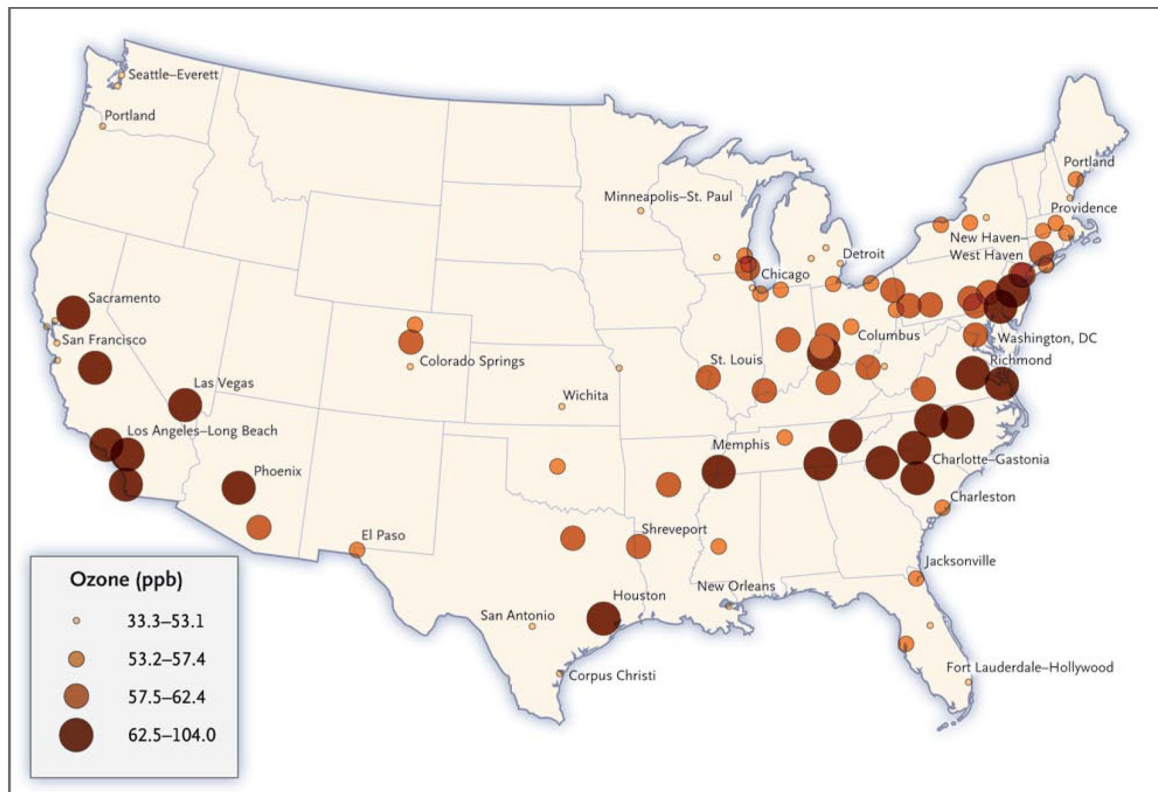 Seattle–Everett
Portland
Portland
Minneapolis–St. Paul
Providence
New Haven–
West Haven
Detroit
Chicago
Sacramento
San Francisco
Colorado Springs
St. Louis
Columbus
Washington, DC
Richmond
Las Vegas
Wichita
Los Angeles–Long Beach
Memphis
Charlotte–Gastonia
Phoenix
Charleston
El Paso
Shreveport
Jacksonville
New Orleans
Houston
San Antonio
Corpus Christi
Fort Lauderdale–Hollywood
Ozone (ppb)
33.3–53.1
53.2–57.4
57.5–62.4
62.5–104.0